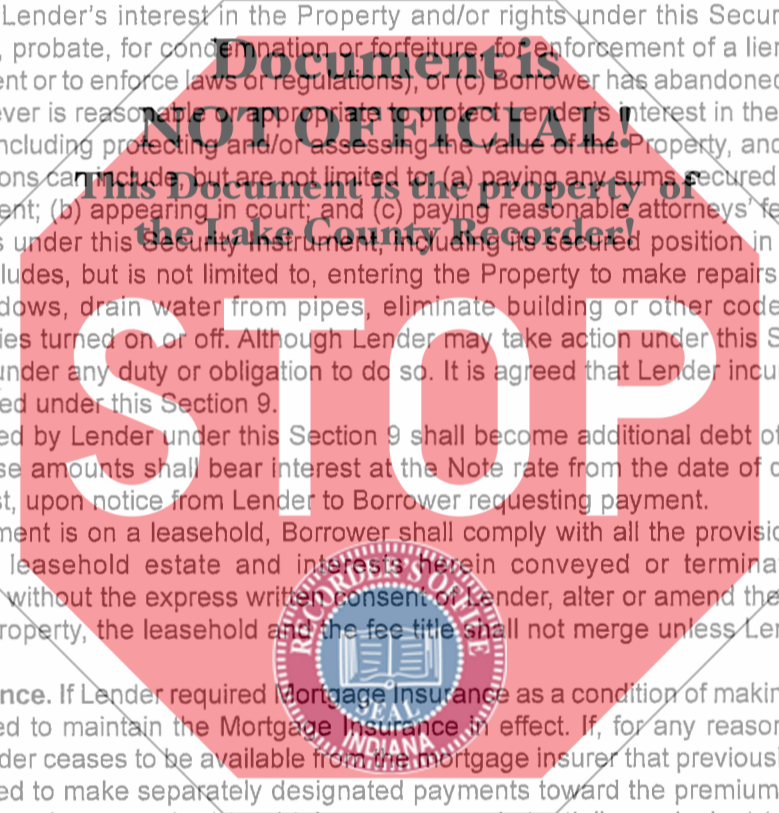 Lender's interest in the Property and/or rights under this Secur
, probate, for condemnation or forfeiture, for enforcement of a lier
Document is
ent or to enforce laws or regulations), or (c) Borrower has abandoned
ever is reasonable or appropriate to protect Lender's interest in the
NOT OFFICIAL!
ncluding protecting and/or assessing the value of the Property, and
ons can include, but are not limited to: (a) paying any sums secured
This Document is the property of
ent; (b) appearing in court; and (c) paying reasonable attorneys' fe
the Lake County Recorder!
s under this Security Instrument, including its secured position in
ludes, but is not limited to, entering the Property to make repairs
dows, drain water from pipes, eliminate building or other code
ies turned on or off. Although Lender may take action under this S
under any duty or obligation to do so. It is agreed that Lender incu
ed under this Section 9.
STOP
ed by Lender under this Section 9 shall become additional debt of
se amounts shall bear interest at the Note rate from the date of d
st, upon notice from Lender to Borrower requesting payment.
ment is on a leasehold, Borrower shall comply with all the provisio
leasehold estate and interests herein conveyed or termina
without the express written consent of Lender, alter or amend the
roperty, the leasehold and the fee title shall not merge unless Ler
RECORDER'S OFFICE
SEAL
INDIANA
nce. If Lender required Mortgage Insurance as a condition of makin
ed to maintain the Mortgage Insurance in effect. If, for any reason
der ceases to be available from the mortgage insurer that previousl
ed to make separately designated payments toward the premium